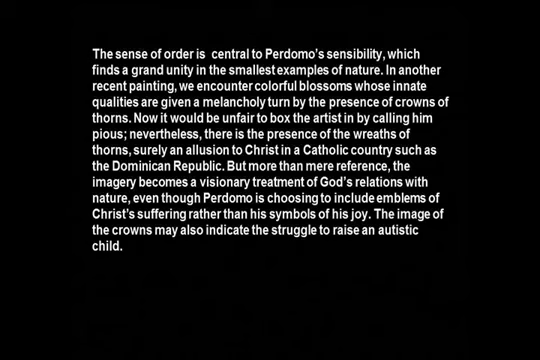 The sense of order is central to Perdomo's sensibility, which
finds a grand unity in the smallest examples of nature. In another
recent painting, we encounter colorful blossoms whose innate
qualities are given a melancholy turn by the presence of crowns of
thorns. Now it would be unfair to box the artist in by calling him
pious; nevertheless, there is the presence of the wreaths of
thorns, surely an allusion to Christ in a Catholic country such as
the Dominican Republic. But more than mere reference, the
imagery becomes a visionary treatment of God's relations with
nature, even though Perdomo is choosing to include emblems of
Christ's suffering rather than his symbols of his joy. The image of
the crowns may also indicate the struggle to raise an autistic
child.